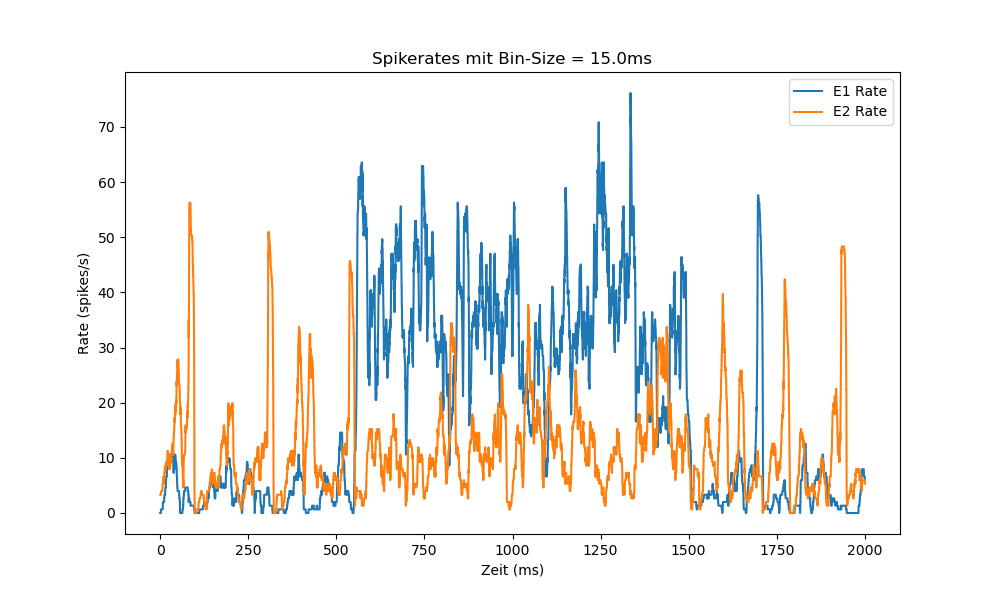 Spikerates mit Bin-Size = 15.0ms
E1 Rate
E2 Rate
Rate (spikes/s)
70
60
50
40
30
20
10
0
0 250 500 750 1000 1250 1500 1750 2000
Zeit (ms)